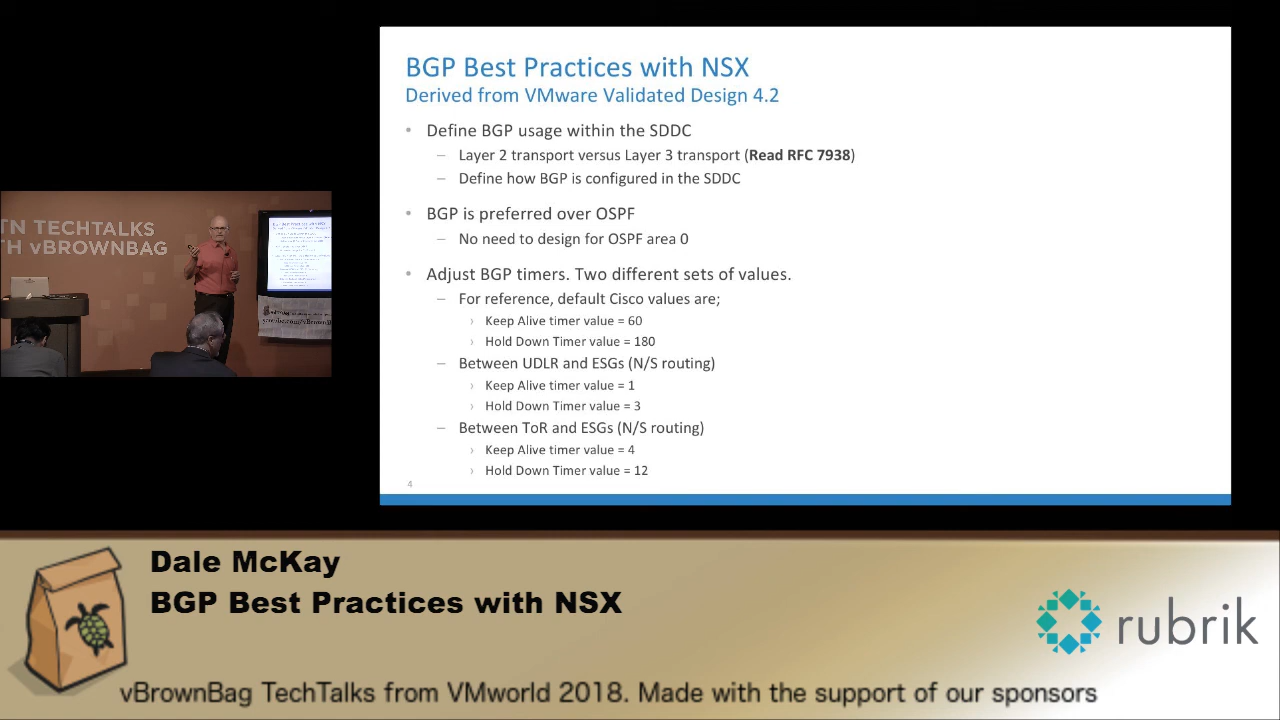 BGP Best Practices with NSX
Derived from VMware Validated Design 4.2
• Define BGP usage within the SDDC
– Layer 2 transport versus Layer 3 transport (Read RFC 7938)
– Define how BGP is configured in the SDDC
• BGP is preferred over OSPF
– No need to design for OSPF area 0
• Adjust BGP timers. Two different sets of values.
– For reference, default Cisco values are;
› Keep Alive timer value = 60
› Hold Down Timer value = 180
– Between UDLR and ESGs (N/S routing)
› Keep Alive timer value = 1
› Hold Down Timer value = 3
– Between ToR and ESGs (N/S routing)
› Keep Alive timer value = 4
› Hold Down Timer value = 12
4
TN TECHTALKS
TH vBROWNBAG
Dale McKay
BGP Best Practices with NSX
rubrik
vBrownBag TechTalks from VMworld 2018. Made with the support of our sponsors